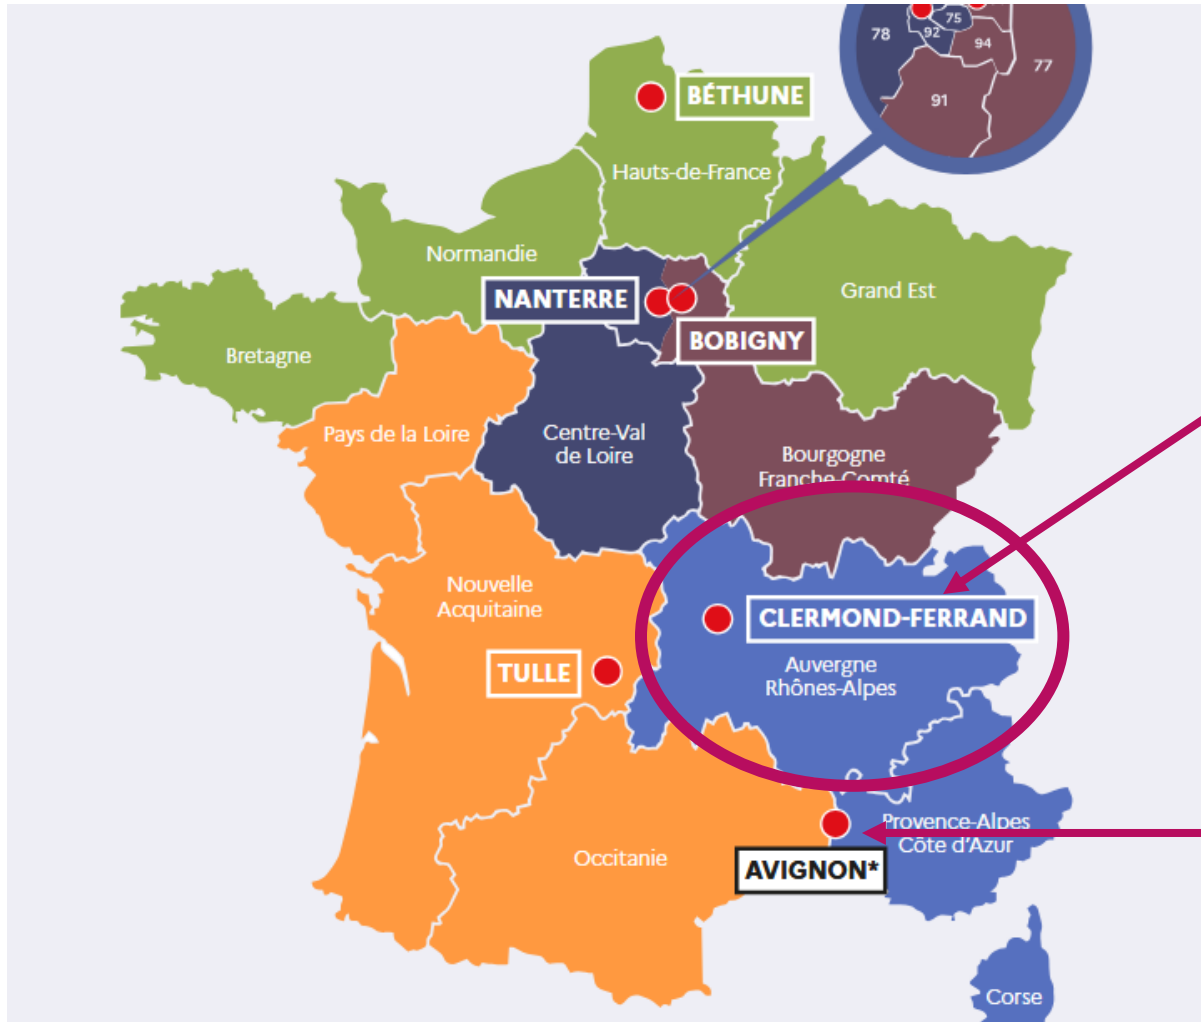 75
78
92
94
77
91
BÉTHUNE
Hauts-de-France
Normandie
NANTERRE
Grand Est
BOBIGNY
Bretagne
Pays de la Loire
Centre-Val
de Loire
Bourgogne
Franche-Comté
Nouvelle
Acquitaine
CLERMOND-FERRAND
TULLE
Auvergne
Rhônes-Alpes
Provence-Alpes
Côte d'Azur
Occitanie
AVIGNON*
Corse